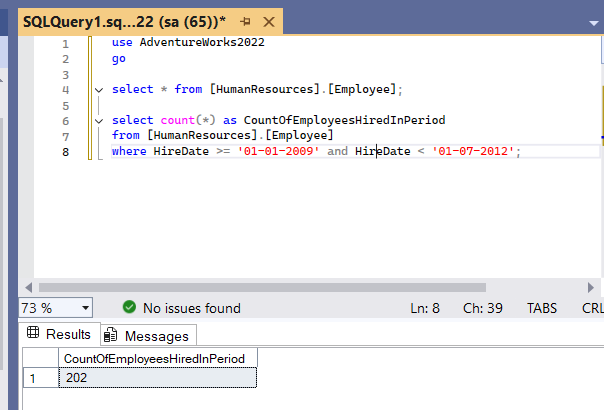 SQLQuery1.sq...22 (sa (65))*
1 use AdventureWorks2022
2 go
3
4 select * from [HumanResources].[Employee];
5
6 select count(*) as CountOfEmployeesHiredInPeriod
7 from [HumanResources].[Employee]
8 where HireDate >= '01-01-2009' and HireDate < '01-07-2012';
73 % No issues found Ln: 8 Ch: 39 TABS CRL
Results Messages
CountOfEmployeesHiredInPeriod
1 202